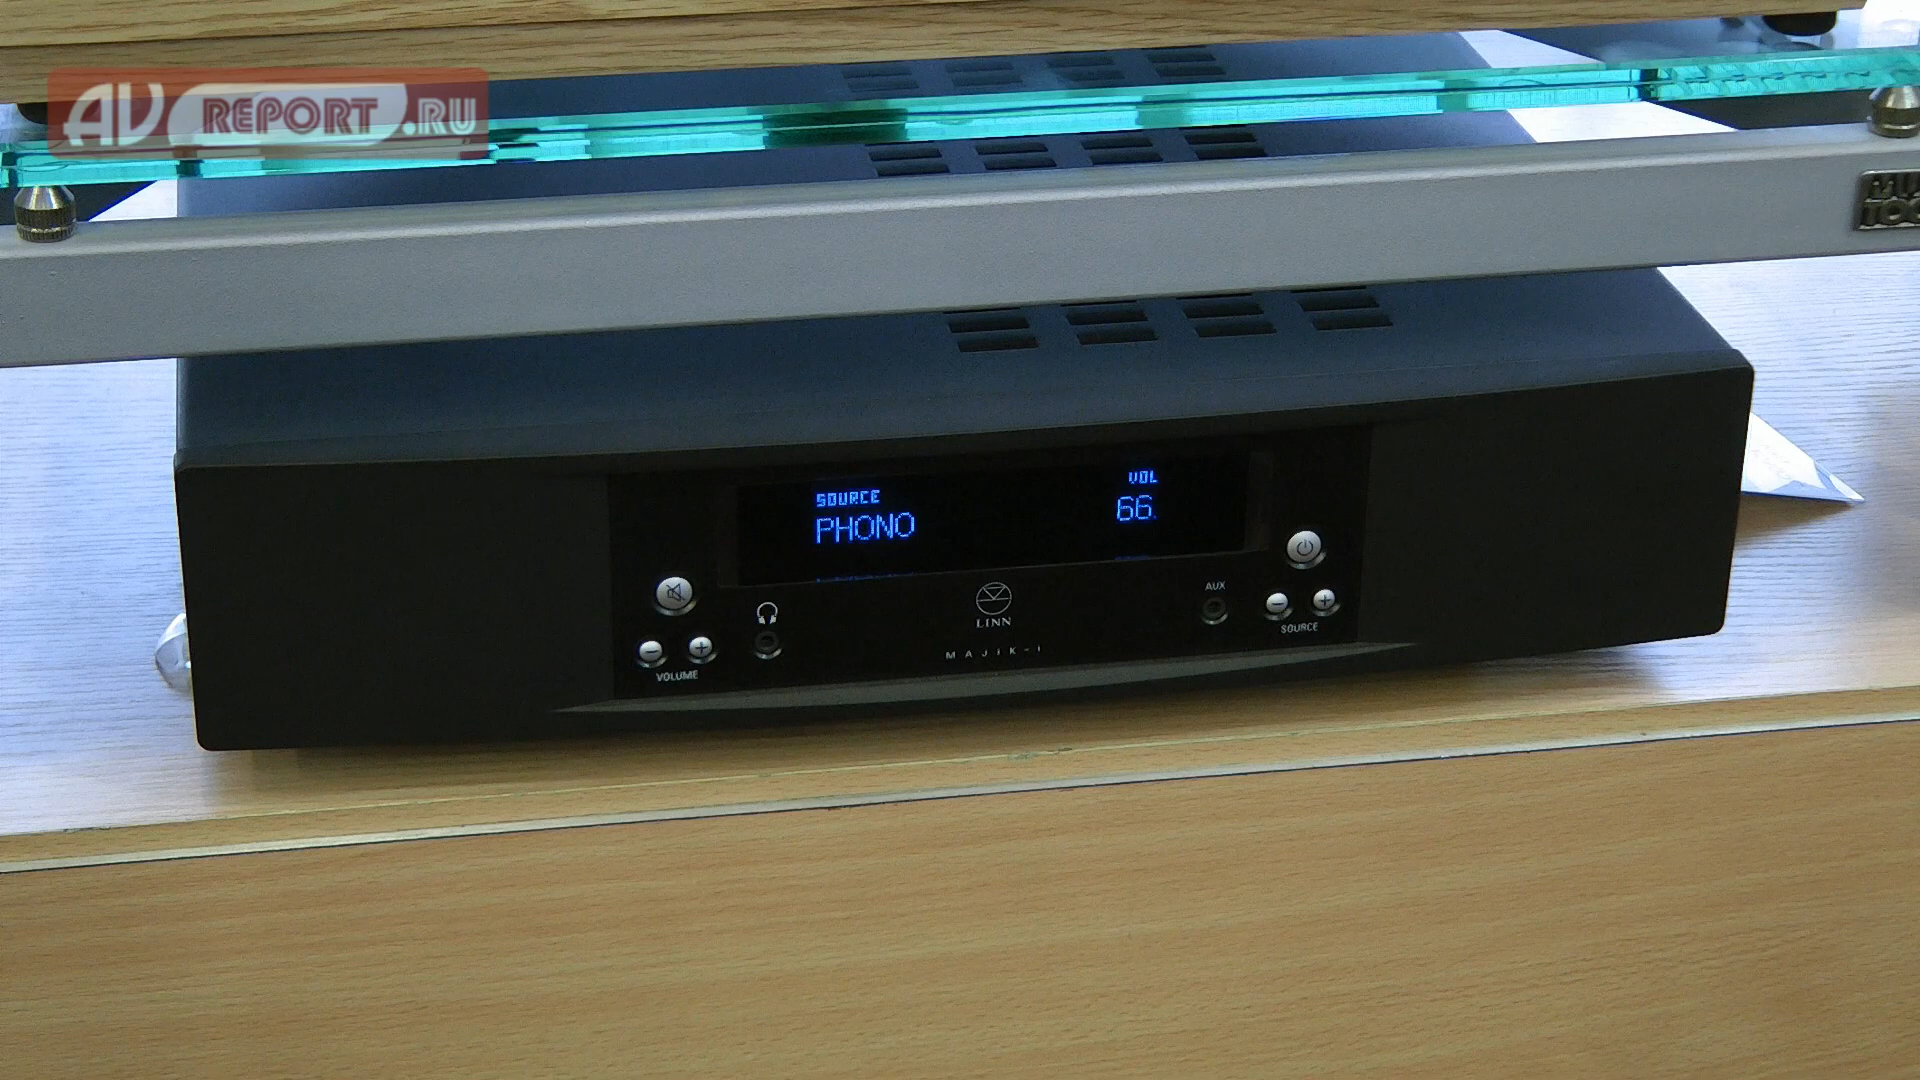 AV REPORT.RU
SOURCE
PHONO
VOL
66.
AUX
SOURCE
VOLUME
LINN
MAJIK-i